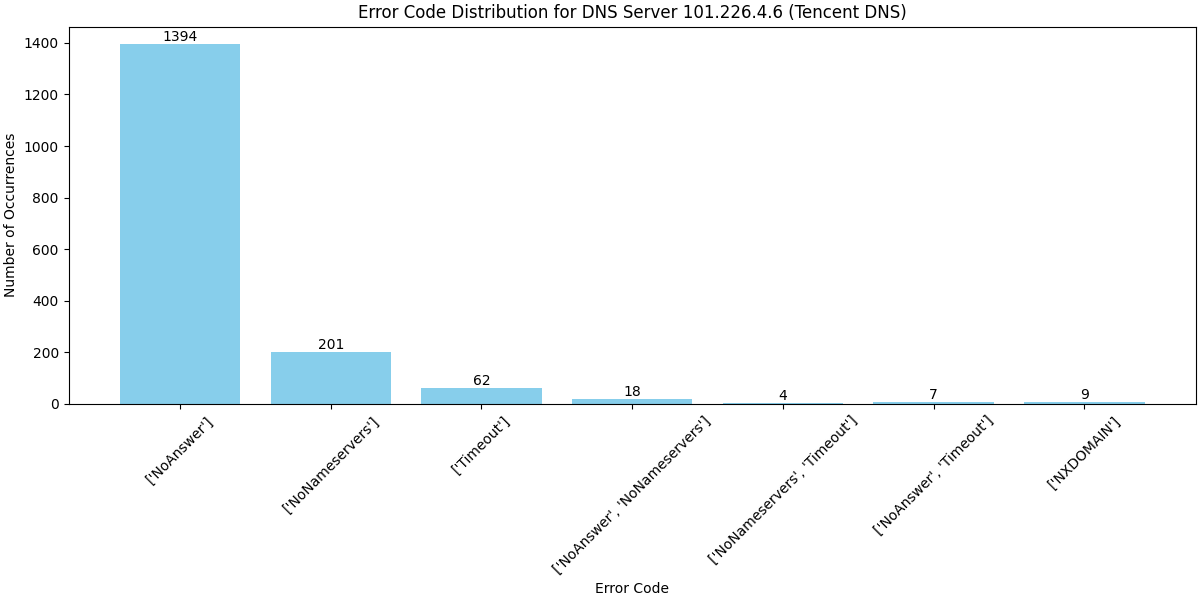 Error Code Distribution for DNS Server 101.226.4.6 (Tencent DNS)
Number of Occurrences
1400
1200
1000
800
600
400
200
0
1394
201
62
18
4
7
9
['NoAnswer']
['NoNameservers']
['Timeout']
['NoAnswer', 'NoNameservers']
['NoNameservers', 'Timeout']
['NoAnswer', 'Timeout']
['NXDOMAIN']
Error Code